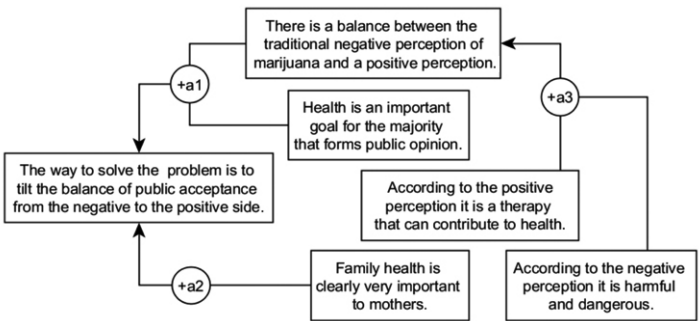 There is a balance between the
traditional negative perception of
marijuana and a positive perception.
+a1
+a3
Health is an important
goal for the majority
that forms public opinion.
The way to solve the problem is to
tilt the balance of public acceptance
from the negative to the positive side.
According to the positive
perception it is a therapy
that can contribute to health.
+a2
Family health is
clearly very important
to mothers.
According to the negative
perception it is harmful
and dangerous.